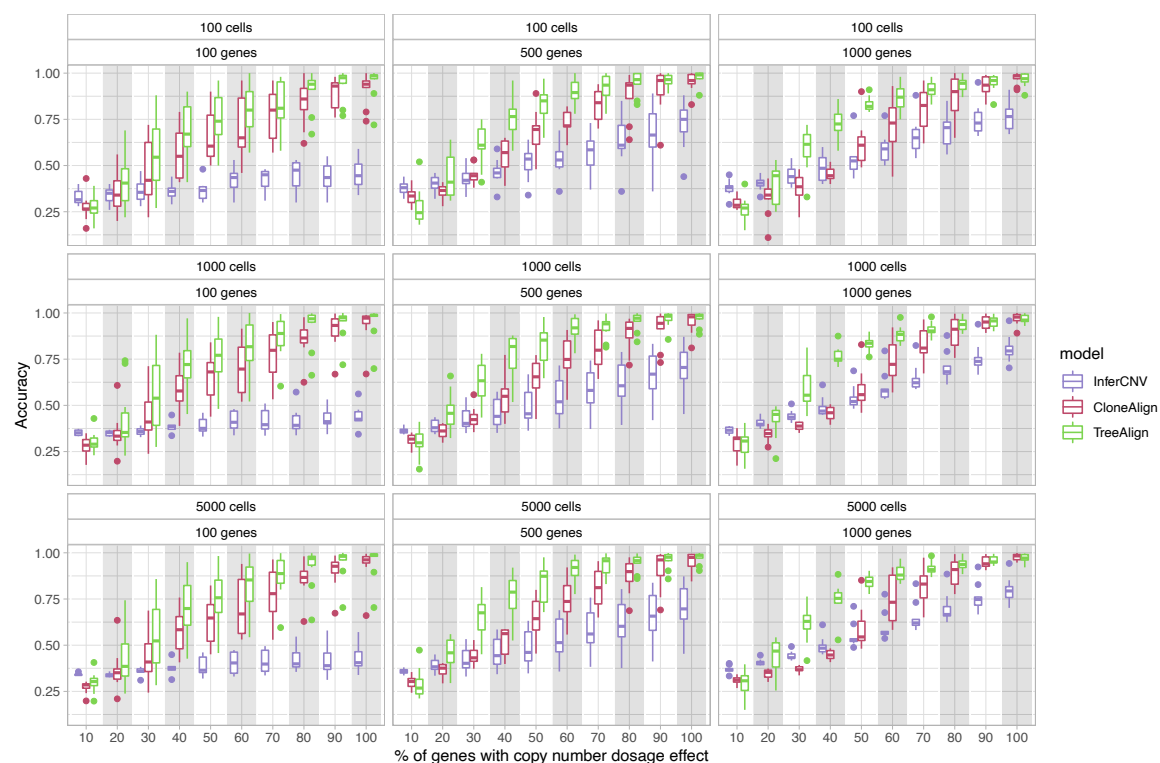 100 cells 100 cells 100 cells
100 genes 500 genes 1000 genes
1.00
0.75
0.50
0.25
1000 cells 1000 cells 1000 cells
100 genes 500 genes 1000 genes
1.00
0.75
0.50
0.25
Accuracy
5000 cells 5000 cells 5000 cells
100 genes 500 genes 1000 genes
1.00
0.75
0.50
0.25
10 20 30 40 50 60 70 80 90 100 10 20 30 40 50 60 70 80 90 100 10 20 30 40 50 60 70 80 90 100
% of genes with copy number dosage effect
model
InferCNV
CloneAlign
TreeAlign